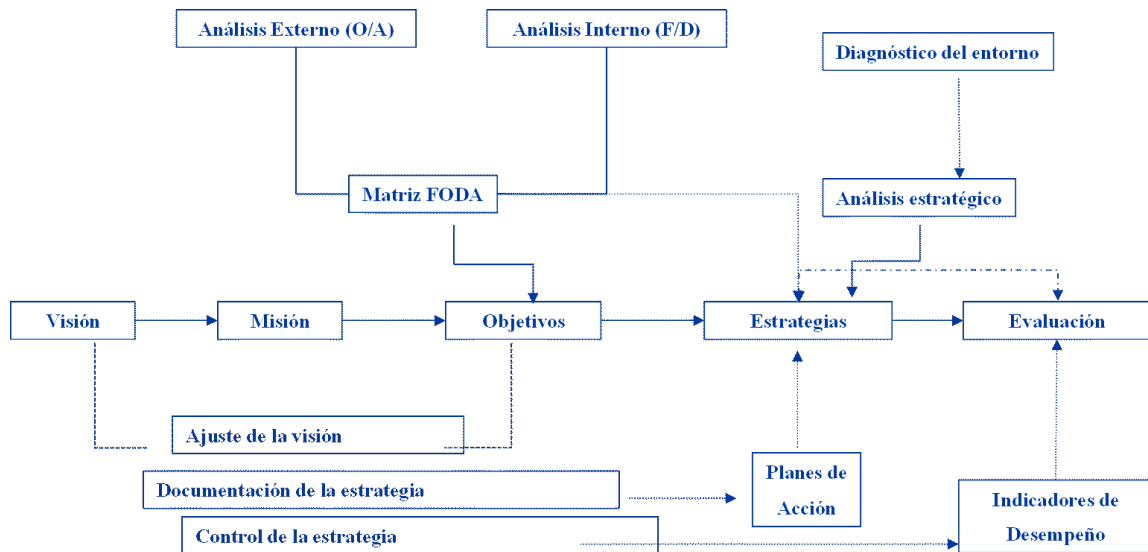 Análisis Externo (O/A)
Análisis Interno (F/D)
Diagnóstico del entorno
Matriz FODA
Análisis estratégico
Visión
Misión
Objetivos
Estrategias
Evaluación
Ajuste de la visión
Documentación de la estrategia
Control de la estrategia
Planes de
Acción
Indicadores de
Desempeño